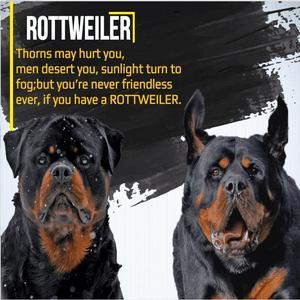 ROTTWEILER
Thorns may hurt you,
men desert you, sunlight turn to
fog;but you're never friendless
ever, if you have a ROTTWEILER.